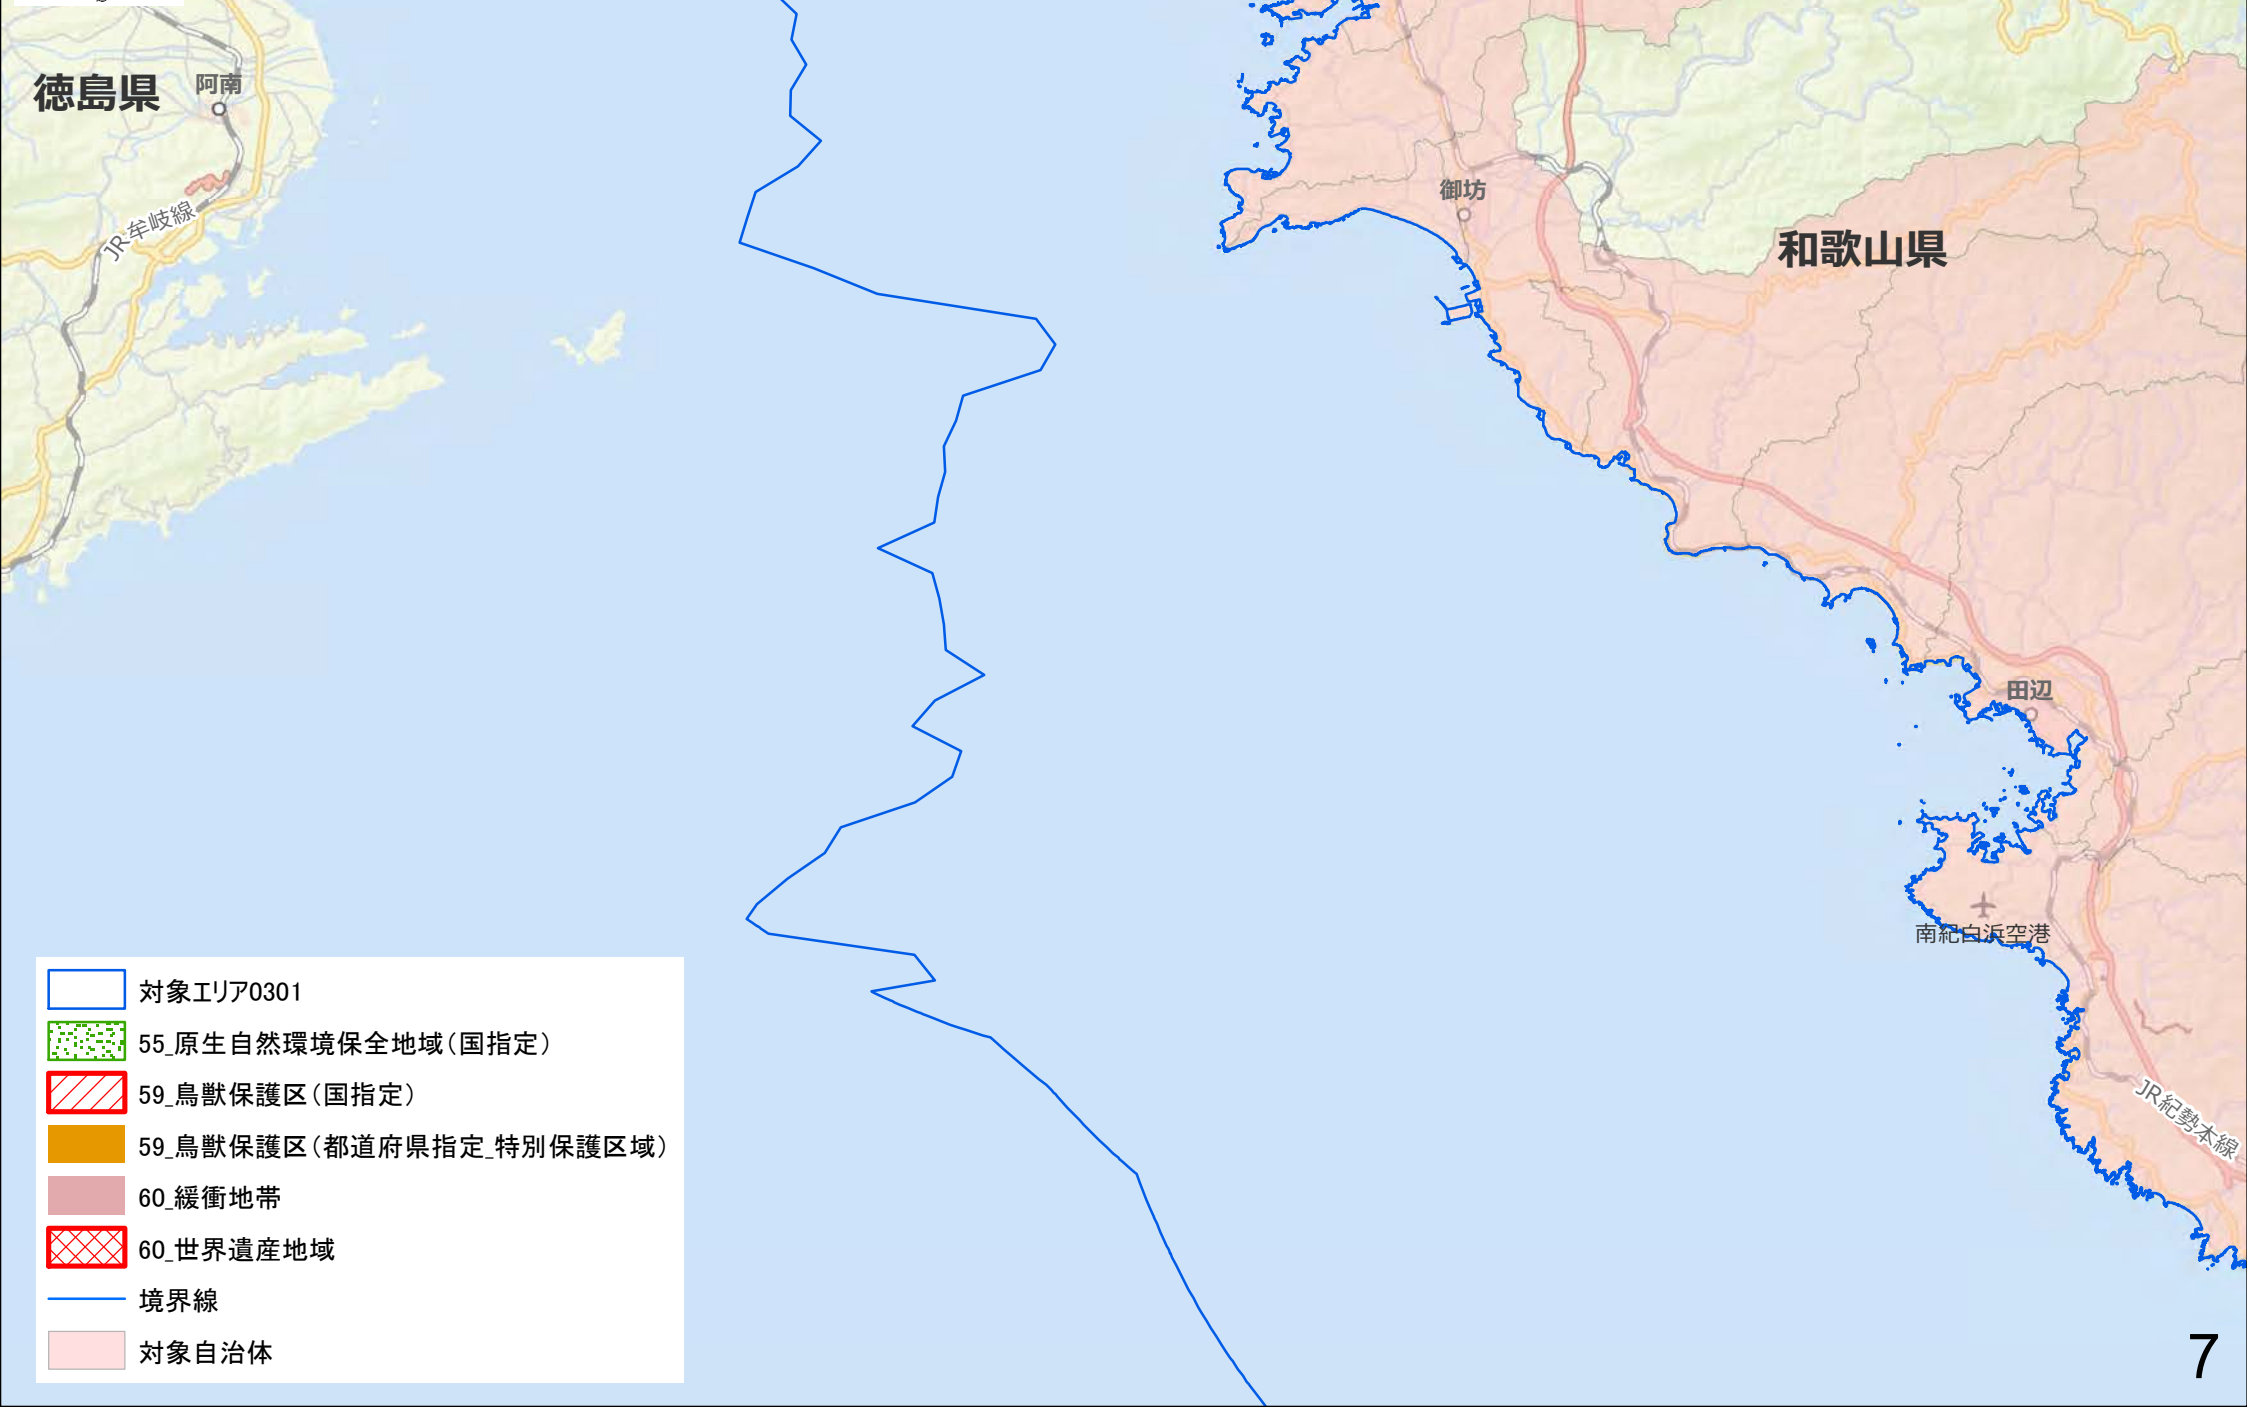 徳島県
阿南
JR牟岐線
御坊
和歌山県
田辺
南紀白浜空港
JR紀勢本線
対象エリア0301
55_原生自然環境保全地域(国指定)
59_鳥獣保護区(国指定)
59_鳥獣保護区(都道府県指定_特別保護区域)
60_緩衝地帯
60_世界遺産地域
境界線
対象自治体
7